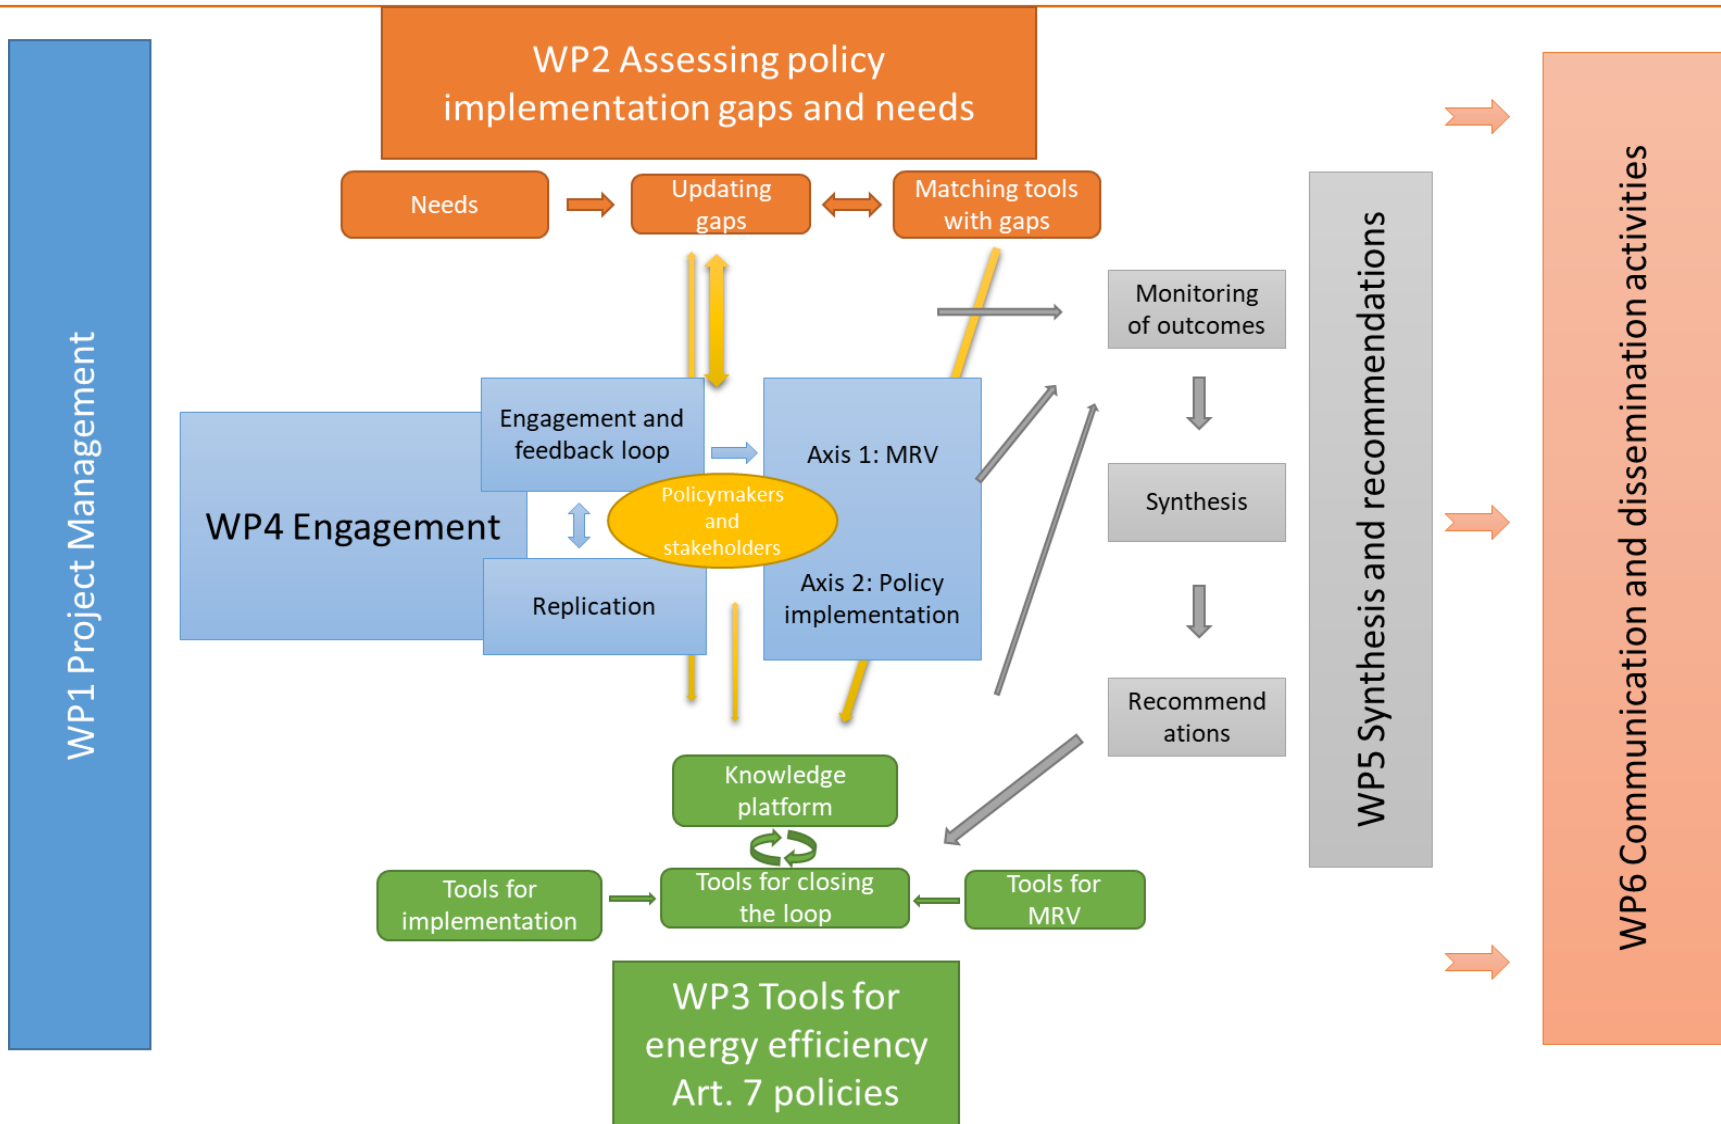 WP1 Project Management
WP2 Assessing policy
implementation gaps and needs
Needs
Updating
gaps
Matching tools
with gaps
WP4 Engagement
Engagement and
feedback loop
Replication
Policymakers
and
stakeholders
Axis 1: MRV
Axis 2: Policy
implementation
Monitoring
of outcomes
Synthesis
Recommend
ations
WP5 Synthesis and recommendations
WP6 Communication and dissemination activities
Knowledge
platform
Tools for
implementation
Tools for closing
the loop
Tools for
MRV
WP3 Tools for
energy efficiency
Art. 7 policies